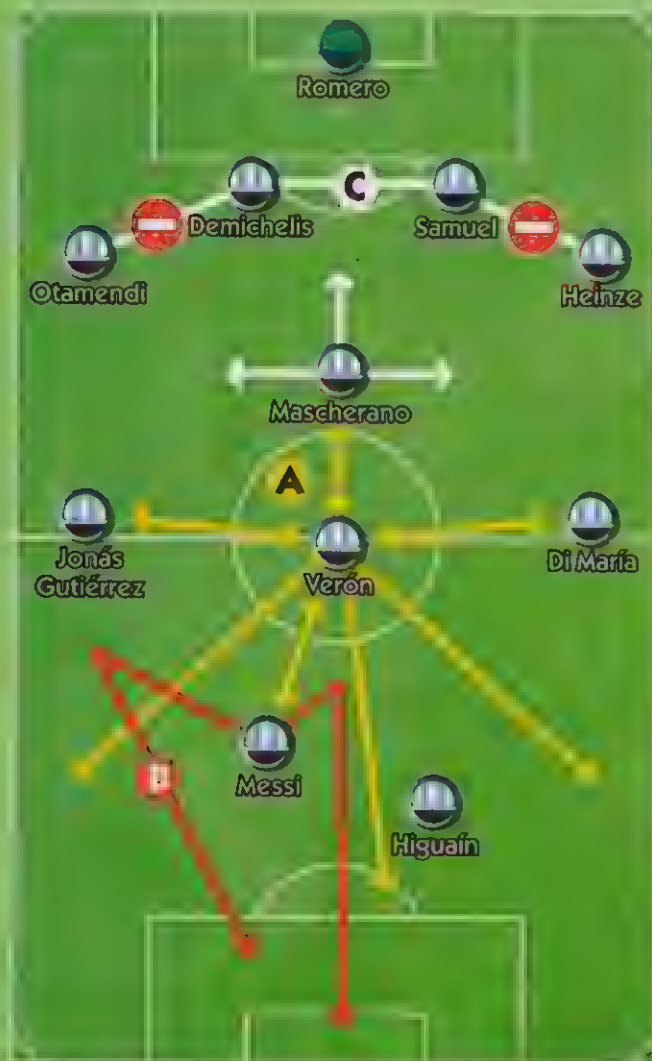 Romero
C
Demichelis
Samuel
Otamendi
Heinze
Mascherano
A
Jonás
Gutiérrez
Verón
Di María
Messi
B
Higuaín